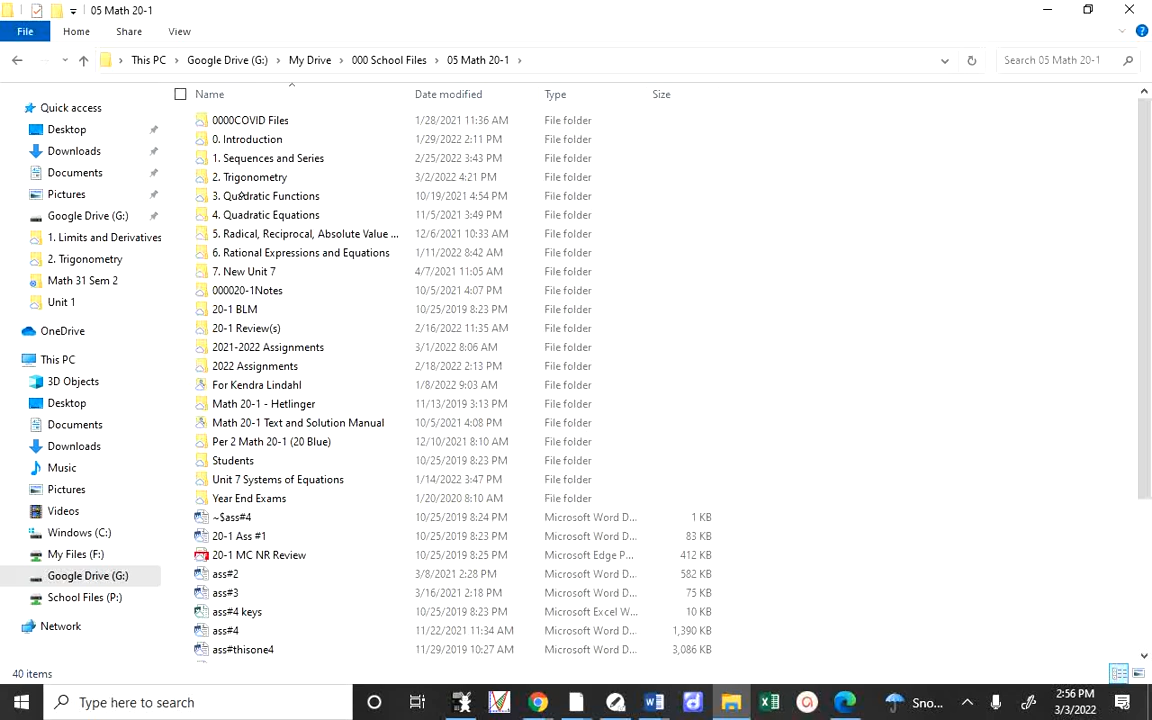 05 Math 20-1
File Home Share View
This PC Google Drive (G:) My Drive 000 School Files 05 Math 20-1 Search 05 Math 20-1
Name Date modified Type Size
Quick access
Desktop
Downloads
Documents
Pictures
Google Drive (G:)
1. Limits and Derivatives
2. Trigonometry
Math 31 Sem 2
Unit 1
OneDrive
This PC
3D Objects
Desktop
Documents
Downloads
Music
Pictures
Videos
Windows (C:)
My Files (F:)
Google Drive (G:)
School Files (P:)
Network
0000COVID Files 1/28/2021 11:36 AM File folder
0. Introduction 1/29/2022 2:11 PM File folder
1. Sequences and Series 2/25/2022 3:43 PM File folder
2. Trigonometry 3/2/2022 4:21 PM File folder
3. Quadratic Functions 10/19/2021 4:54 PM File folder
4. Quadratic Equations 11/5/2021 3:49 PM File folder
5. Radical, Reciprocal, Absolute Value ... 12/6/2021 10:33 AM File folder
6. Rational Expressions and Equations 1/11/2022 8:42 AM File folder
7. New Unit 7 4/7/2021 11:05 AM File folder
000020-1Notes 10/5/2021 4:07 PM File folder
20-1 BLM 10/25/2019 8:23 PM File folder
20-1 Review(s) 2/16/2022 11:35 AM File folder
2021-2022 Assignments 3/1/2022 8:06 AM File folder
2022 Assignments 2/18/2022 2:13 PM File folder
For Kendra Lindahl 1/8/2022 9:03 AM File folder
Math 20-1 - Hetlinger 11/13/2019 3:13 PM File folder
Math 20-1 Text and Solution Manual 10/5/2021 4:08 PM File folder
Per 2 Math 20-1 (20 Blue) 12/10/2021 8:10 AM File folder
Students 10/25/2019 8:23 PM File folder
Unit 7 Systems of Equations 1/14/2022 3:47 PM File folder
Year End Exams 1/20/2020 8:10 AM File folder
~$ass#4 10/25/2019 8:24 PM Microsoft Word D... 1 KB
20-1 Ass #1 10/25/2019 8:23 PM Microsoft Word D... 83 KB
20-1 MC NR Review 10/25/2019 8:25 PM Microsoft Edge P... 412 KB
ass#2 3/8/2021 2:28 PM Microsoft Word D... 582 KB
ass#3 3/16/2021 2:18 PM Microsoft Word D... 75 KB
ass#4 keys 10/25/2019 8:23 PM Microsoft Excel W... 10 KB
ass#4 11/22/2021 11:34 AM Microsoft Word D... 1,390 KB
ass#thisone4 11/29/2019 10:27 AM Microsoft Word D... 3,086 KB
40 items
Type here to search
Sno...
2:56 PM
3/3/2022